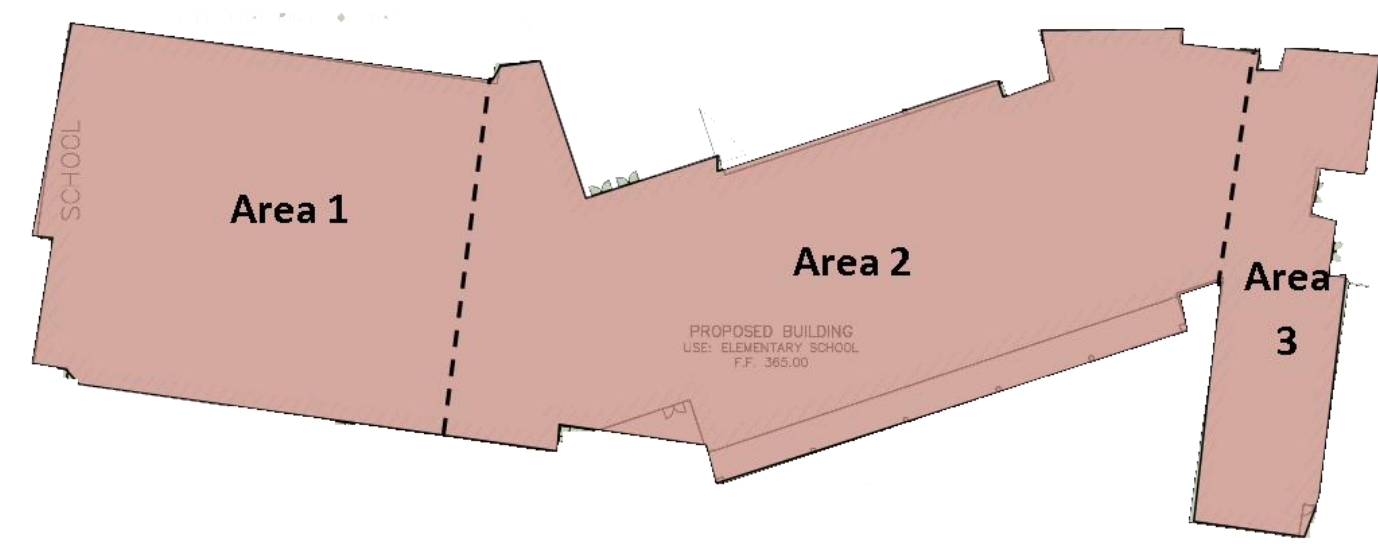 SCHOOL
Area 1
Area 2
Area
3
PROPOSED BUILDING
USE: ELEMENTARY SCHOOL
F.F. 365.00